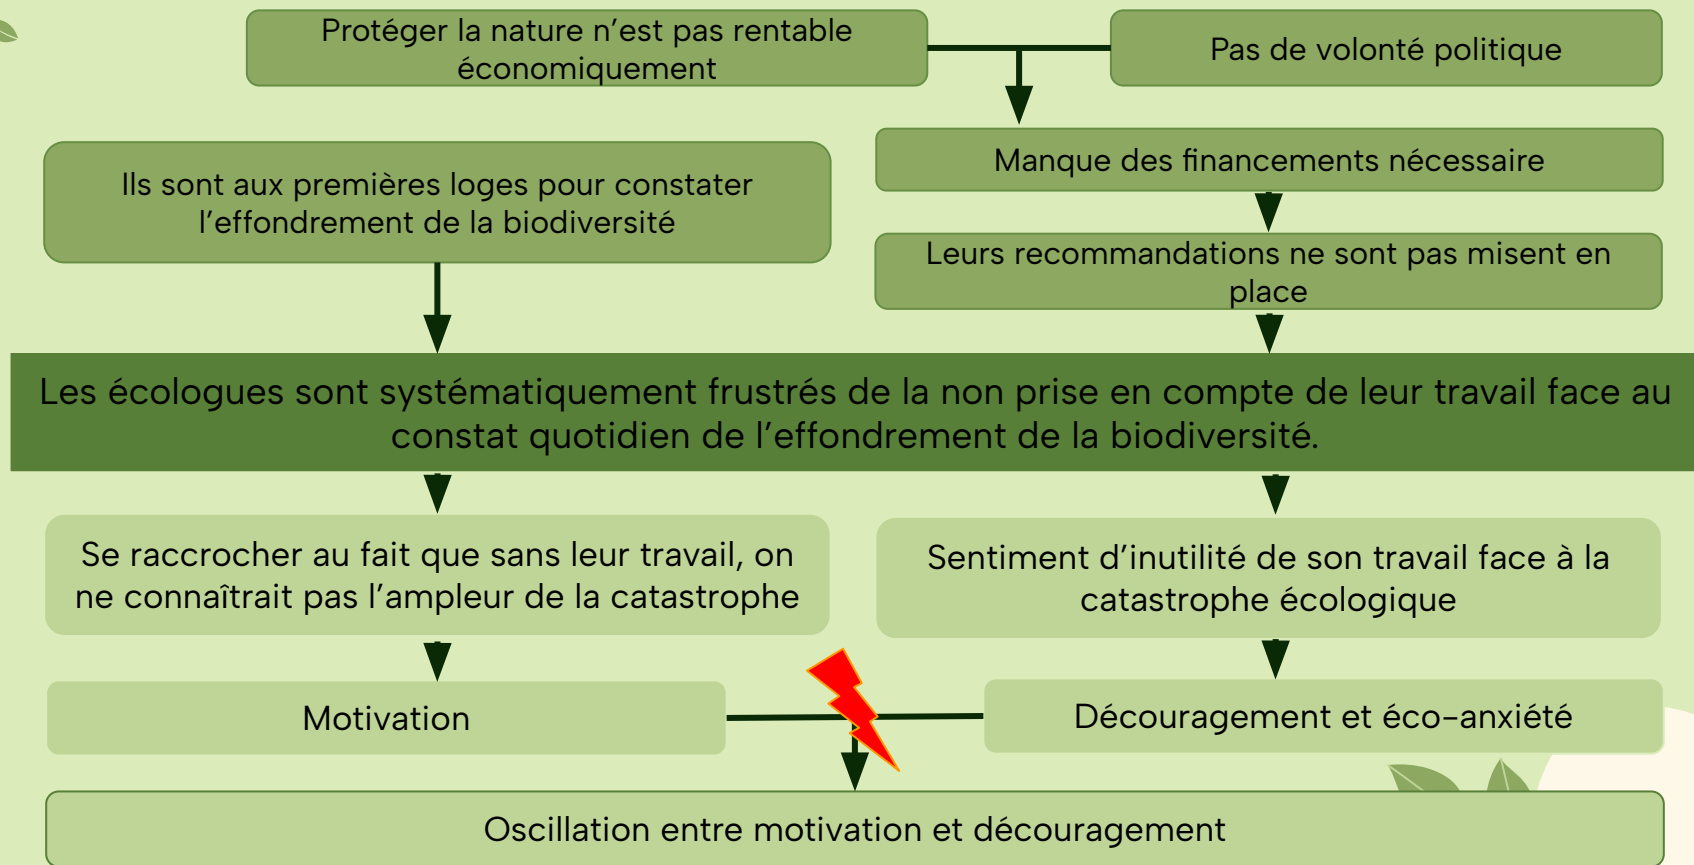 Protéger la nature n’est pas rentable
économiquement
Pas de volonté politique
Manque des financements nécessaire
Ils sont aux premières loges pour constater
l’effondrement de la biodiversité
Leurs recommandations ne sont pas misent en
place
Les écologues sont systématiquement frustrés de la non prise en compte de leur travail face au
constat quotidien de l’effondrement de la biodiversité.
Se raccrocher au fait que sans leur travail, on
ne connaîtrait pas l’ampleur de la catastrophe
Sentiment d’inutilité de son travail face à la
catastrophe écologique
Motivation
Découragement et éco-anxiété
Oscillation entre motivation et découragement